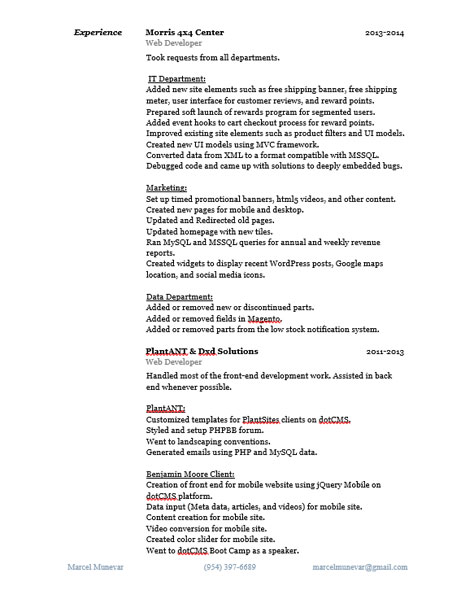 Experience Morris 4x4 Center 2013-2014
Web Developer
Took requests from all departments.
IT Department:
Added new site elements such as free shipping banner, free shipping
meter, user interface for customer reviews, and reward points.
Prepared soft launch of rewards program for segmented users.
Added event hooks to cart checkout process for reward points.
Improved existing site elements such as product filters and UI models.
Created new UI models using MVC framework.
Converted data from XML to a format compatible with MSSQL.
Debugged code and came up with solutions to deeply embedded bugs.
Marketing:
Set up timed promotional banners, html5 videos, and other content.
Created new pages for mobile and desktop.
Updated and Redirected old pages.
Updated homepage with new tiles.
Ran MySQL and MSSQL queries for annual and weekly revenue
reports.
Created widgets to display recent WordPress posts, Google maps
location, and social media icons.
Data Department:
Added or removed new or discontinued parts.
Added or removed fields in Magento.
Added or removed parts from the low stock notification system.
PlantANT & Dxd Solutions 2011-2013
Web Developer
Handled most of the front-end development work. Assisted in back
end whenever possible.
PlantANT:
Customized templates for PlantSites clients on dotCMS.
Styled and setup PHPBB forum.
Went to landscaping conventions.
Generated emails using PHP and MySQL data.
Benjamin Moore Client:
Creation of front end for mobile website using jQuery Mobile on
dotCMS platform.
Data input (Meta data, articles, and videos) for mobile site.
Content creation for mobile site.
Video conversion for mobile site.
Created color slider for mobile site.
Went to dotCMS Boot Camp as a speaker.
Marcel Munevar (954) 397-6689 marcelmunevar@gmail.com